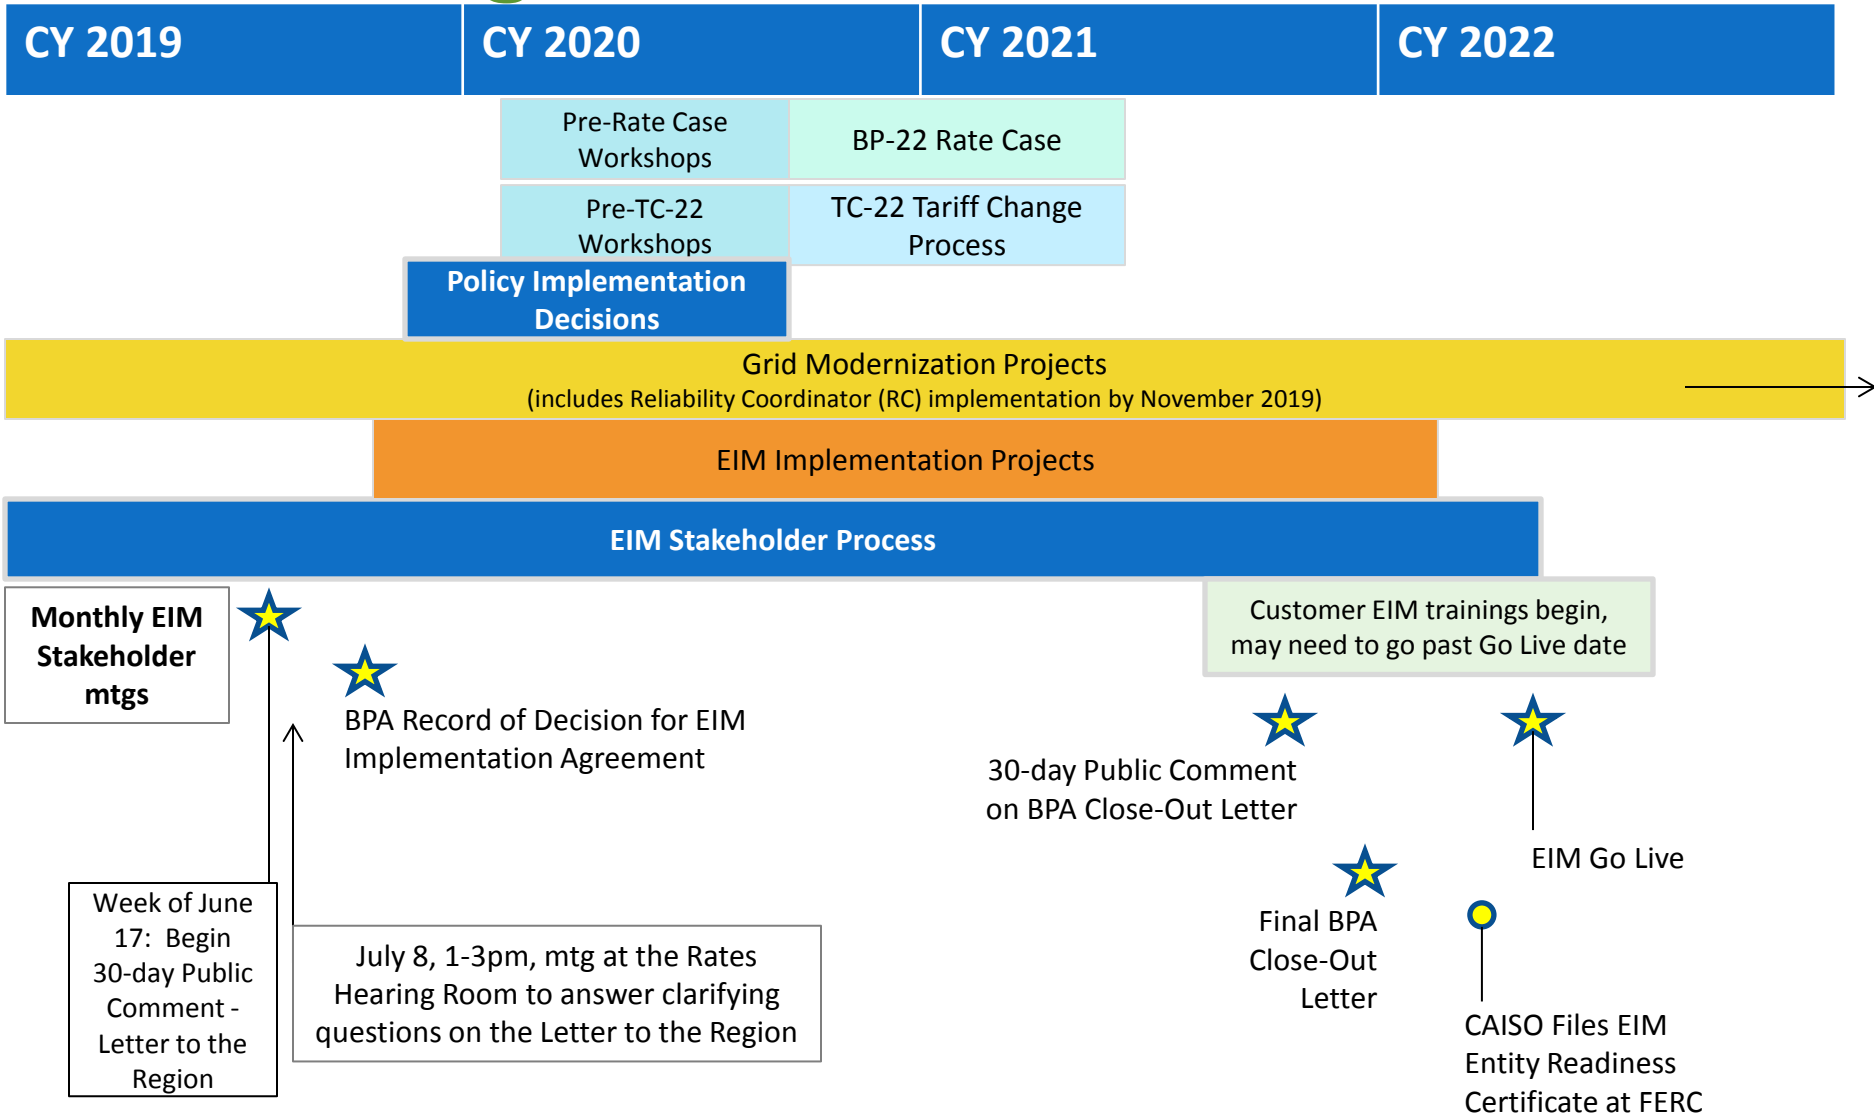 CY 2019
CY 2020
CY 2021
CY 2022
Pre-Rate Case
Workshops
BP-22 Rate Case
Pre-TC-22
Workshops
TC-22 Tariff Change
Process
Policy Implementation
Decisions
Grid Modernization Projects
(includes Reliability Coordinator (RC) implementation by November 2019)
EIM Implementation Projects
EIM Stakeholder Process
Monthly EIM
Stakeholder
mtgs
Customer EIM trainings begin,
may need to go past Go Live date
BPA Record of Decision for EIM
Implementation Agreement
30-day Public Comment
on BPA Close-Out Letter
EIM Go Live
Week of June
17:  Begin
30-day Public
Comment -
Letter to the
Region
July 8, 1-3pm, mtg at the Rates
Hearing Room to answer clarifying
questions on the Letter to the Region
Final BPA
Close-Out
Letter
CAISO Files EIM
Entity Readiness
Certificate at FERC